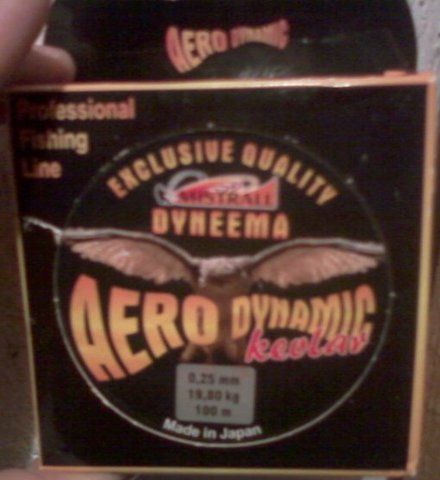 AERO DYNAMIC
Professional
Fishing
Line
EXCLUSIVE QUALITY
DYNEEMA
AERO DYNAMIC
kevlar
0,25 mm
19,80 kg
100 m
Made in Japan